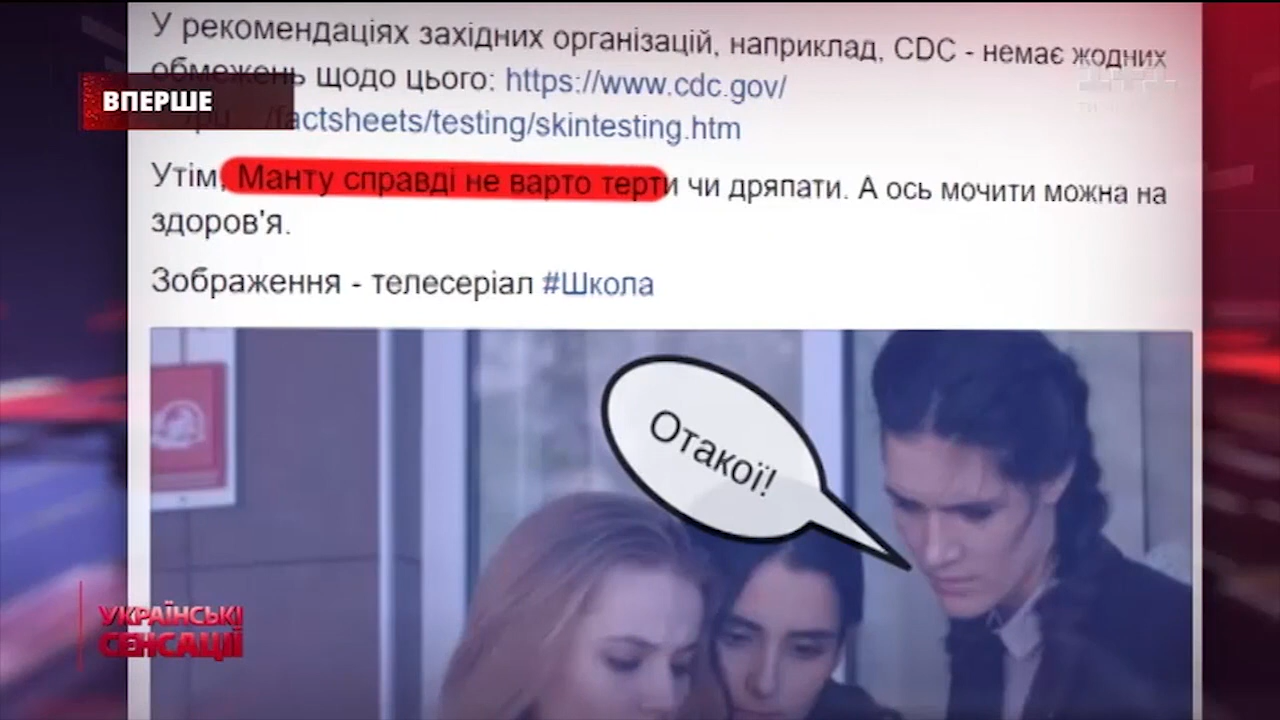 У рекомендаціях західних організацій, наприклад, CDC - немає жодних
обмежень щодо цього: https://www.cdc.gov/
/factsheets/testing/skintesting.htm
ВПЕРШЕ
Утім, Манту справді не варто терти чи дряпати. А ось мочити можна на
здоров'я.
Зображення - телесеріал #Школа
Отакої!
УКРАЇНСЬКІ
СЕНСАЦІЇ